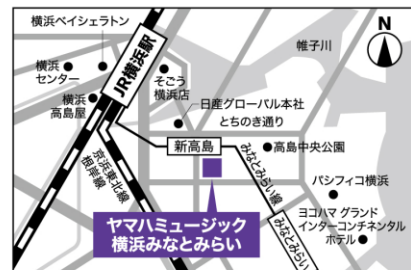 横浜ベイシェラトン
N
JR横浜駅
帷子川
横浜
センター
そごう
横浜店
横浜
高島屋
日産グローバル本社
とちのき通り
新高島
高島中央公園
京浜東北線
根岸線
みなとみらい線
パシフィコ横浜
ヤマハミュージック
横浜みなとみらい
ヨコハマ グランド
インターコンチネンタル
ホテル
みなとみらい